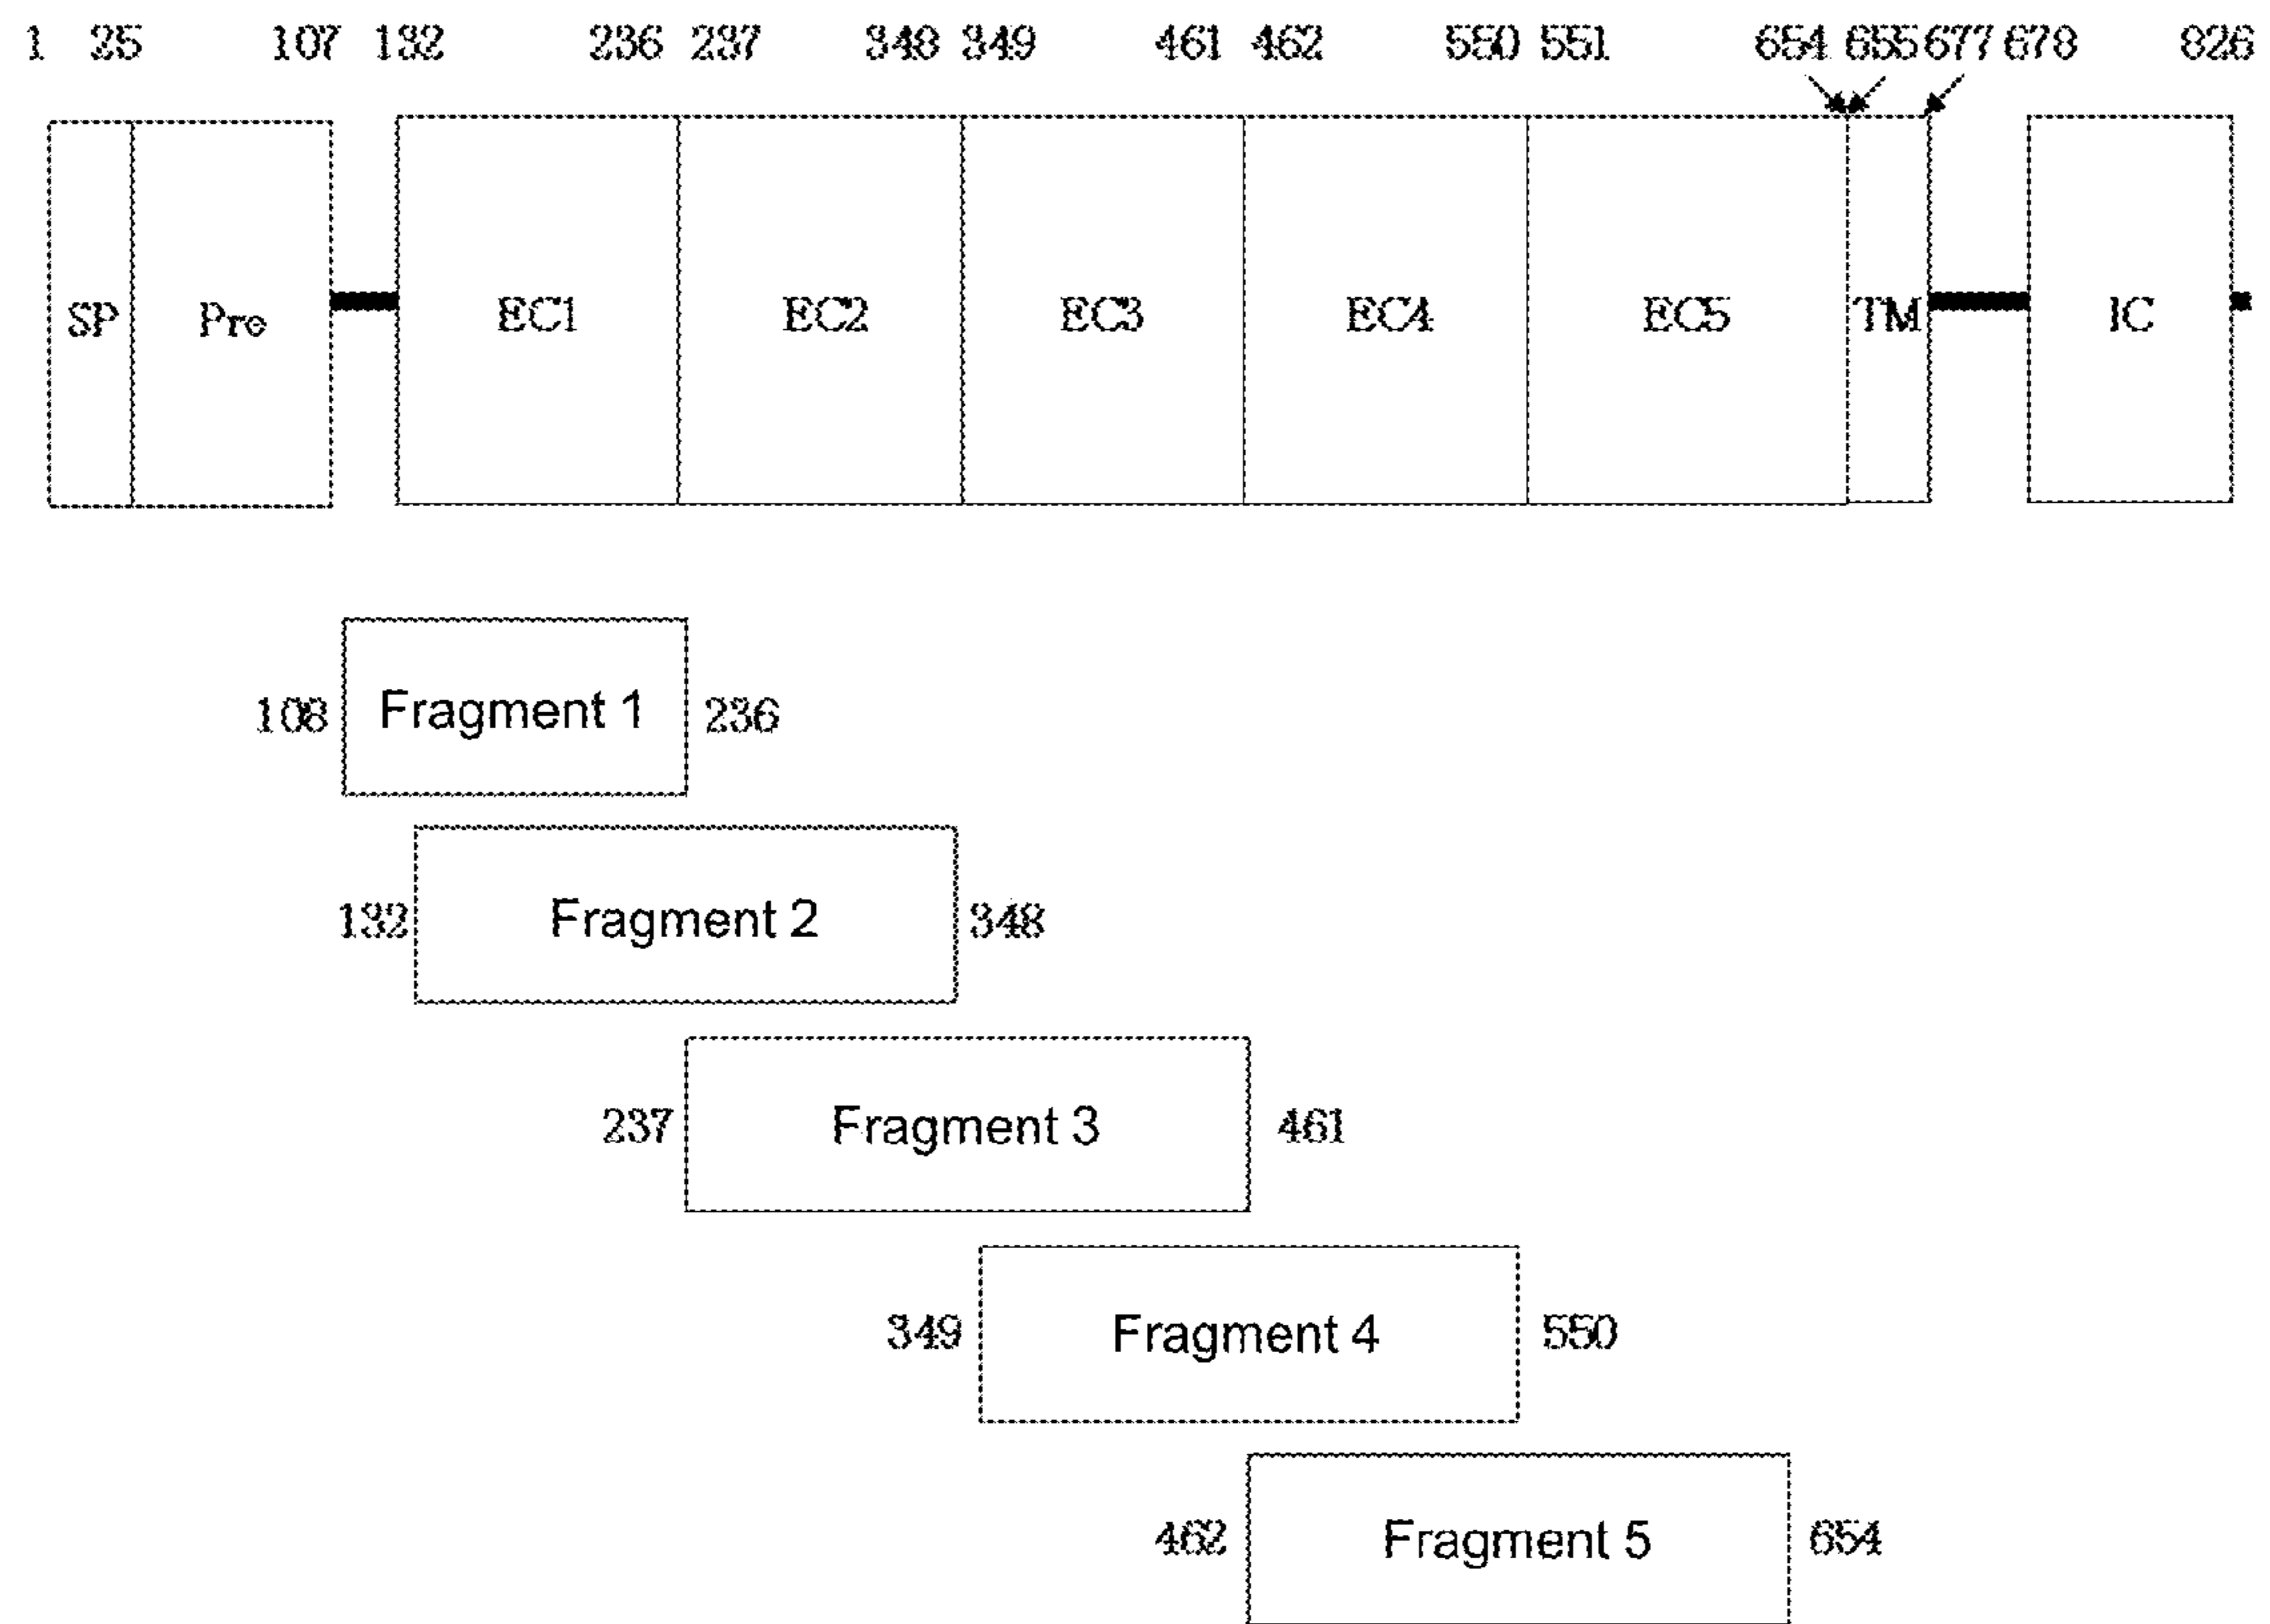 1 25 107 132 236 237 348 349 461 462 550 551 654 655 677 678 826
SP Pre EC1 EC2 EC3 EC4 EC5 TM IC
108 Fragment 1 236
132 Fragment 2 348
237 Fragment 3 461
349 Fragment 4 550
462 Fragment 5 654